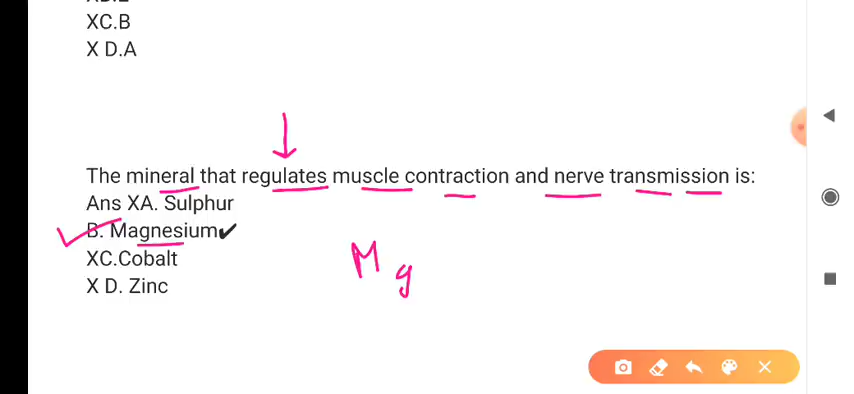 XC.B
X D.A
The mineral that regulates muscle contraction and nerve transmission is:
Ans XA. Sulphur
B. Magnesium✔
XC.Cobalt
X D. Zinc
Mg